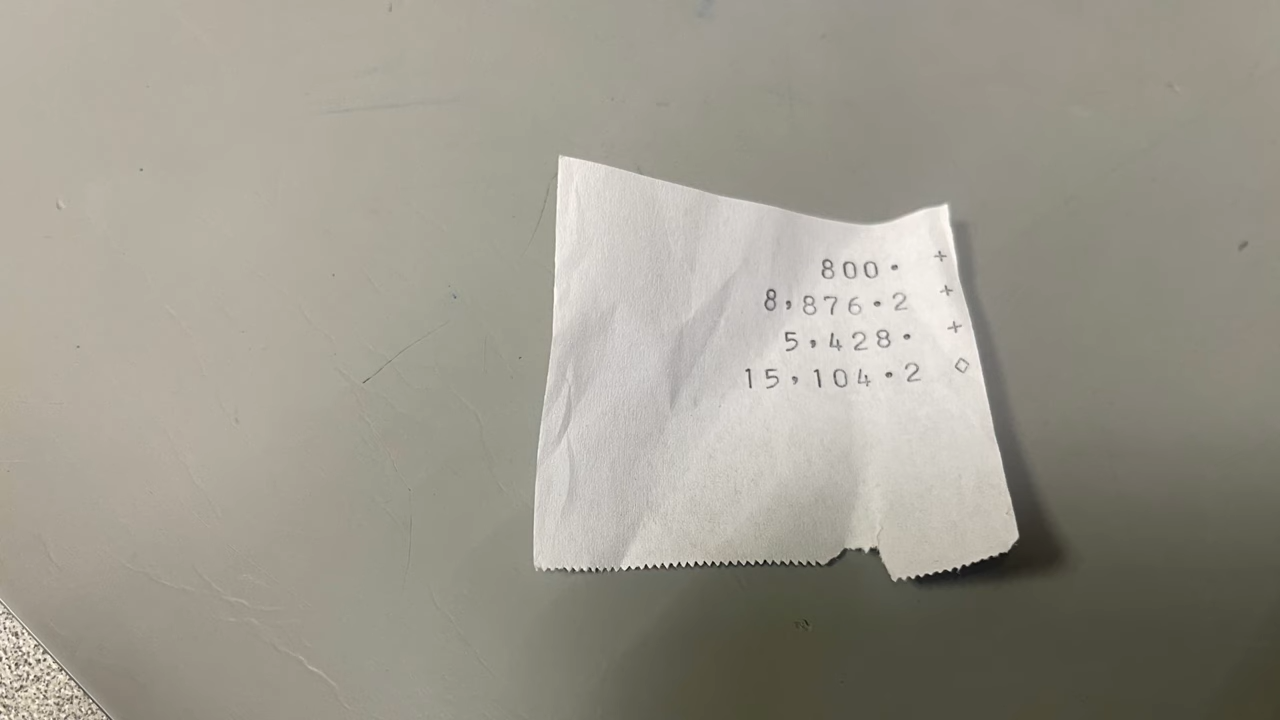 800. +
8,876.2 +
5,428. +
15,104.2 ◇